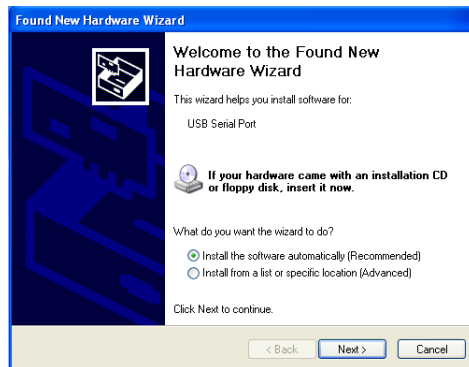 Found New Hardware Wizard
Welcome to the Found New
Hardware Wizard
This wizard helps you install software for:
USB Serial Port
If your hardware came with an installation CD
or floppy disk, insert it now.
What do you want the wizard to do?
Install the software automatically (Recommended)
Install from a list or specific location (Advanced)
Click Next to continue.
< Back Next > Cancel